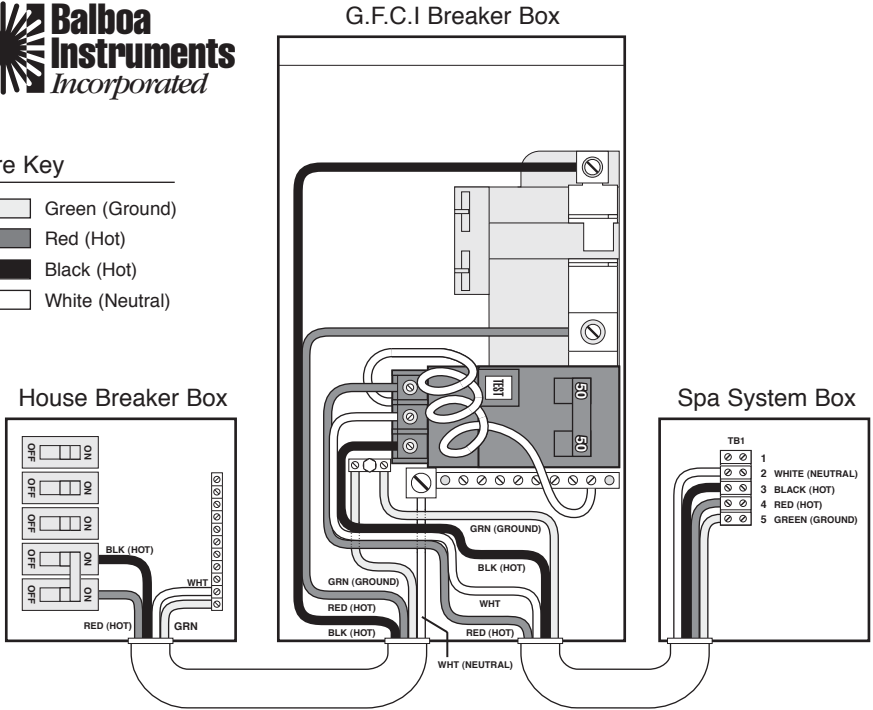 Balboa
Instruments
Incorporated
G.F.C.I Breaker Box
re Key
Green (Ground)
Red (Hot)
Black (Hot)
White (Neutral)
House Breaker Box
OFF ON
OFF ON
OFF ON
OFF ON
OFF ON
BLK (HOT)
WHT
RED (HOT)
GRN
TEST
50
50
GRN (GROUND)
BLK (HOT)
GRN (GROUND)
WHT
RED (HOT)
BLK (HOT)
RED (HOT)
WHT (NEUTRAL)
Spa System Box
TB1
1
2 WHITE (NEUTRAL)
3 BLACK (HOT)
4 RED (HOT)
5 GREEN (GROUND)